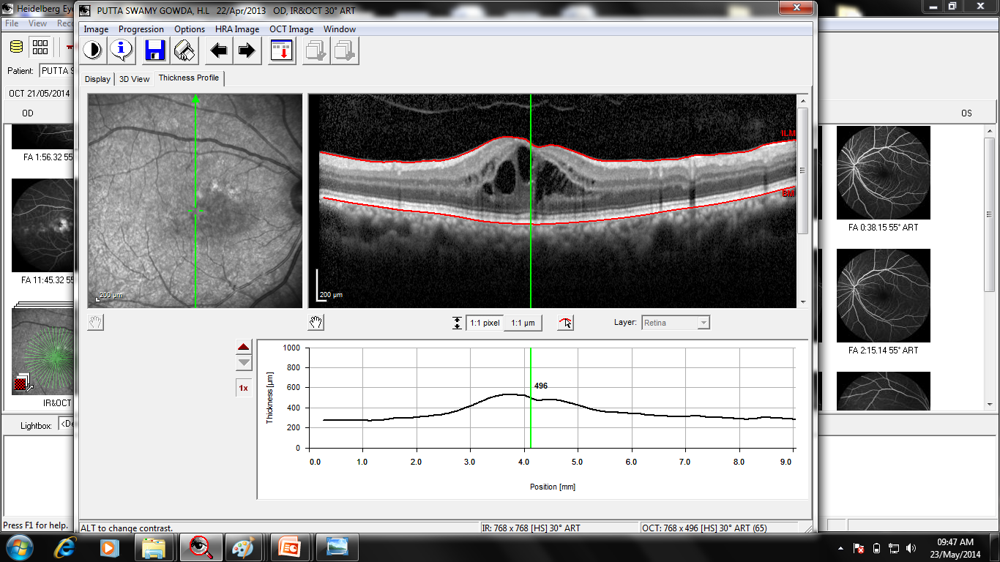 Heidelberg Eye
PUTTA SWAMY GOWDA, H.L 22/Apr/2013 OD, IR&OCT 30° ART
File View Reco
Image Progression Options HRA Image OCT Image Window
Patient: PUTTA S
Display 3D View Thickness Profile
OCT 21/05/2014
OD
OS
ILM
FA 1:56.32 55
FA 0:38.15 55° ART
FA 11:45.32 55
200 µm
200 µm
1:1 pixel 1:1 µm Layer: Retina
FA 2:15.14 55° ART
1x
IR&OCT
Lightbox: <De
Thickness [µm]
1000
800
600
400
200
0
496
0.0 1.0 2.0 3.0 4.0 5.0 6.0 7.0 8.0 9.0
Position [mm]
Press F1 for help.
ALT to change contrast. IR: 768 x 768 [HS] 30° ART OCT: 768 x 496 [HS] 30° ART (65)
09:47 AM
23/May/2014